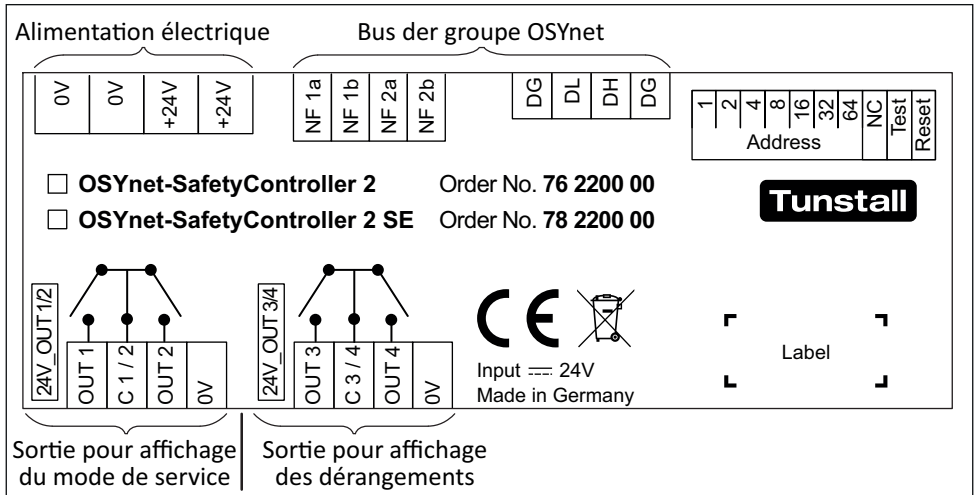 Alimentation électrique
Bus der groupe OSYnet
0V
0V
+24V
+24V
NF 1a
NF 1b
NF 2a
NF 2b
DG
DL
DH
DG
1
2
4
8
16
32
64
NC
Test
Reset
Address
OSYnet-SafetyController 2 Order No. 76 2200 00
OSYnet-SafetyController 2 SE Order No. 78 2200 00
Tunstall
24V_OUT 1/2
OUT 1
C 1 / 2
OUT 2
0V
24V_OUT 3/4
OUT 3
C 3 / 4
OUT 4
0V
CE
Input ⎓ 24V
Made in Germany
Label
Sortie pour affichage
du mode de service
Sortie pour affichage
des dérangements